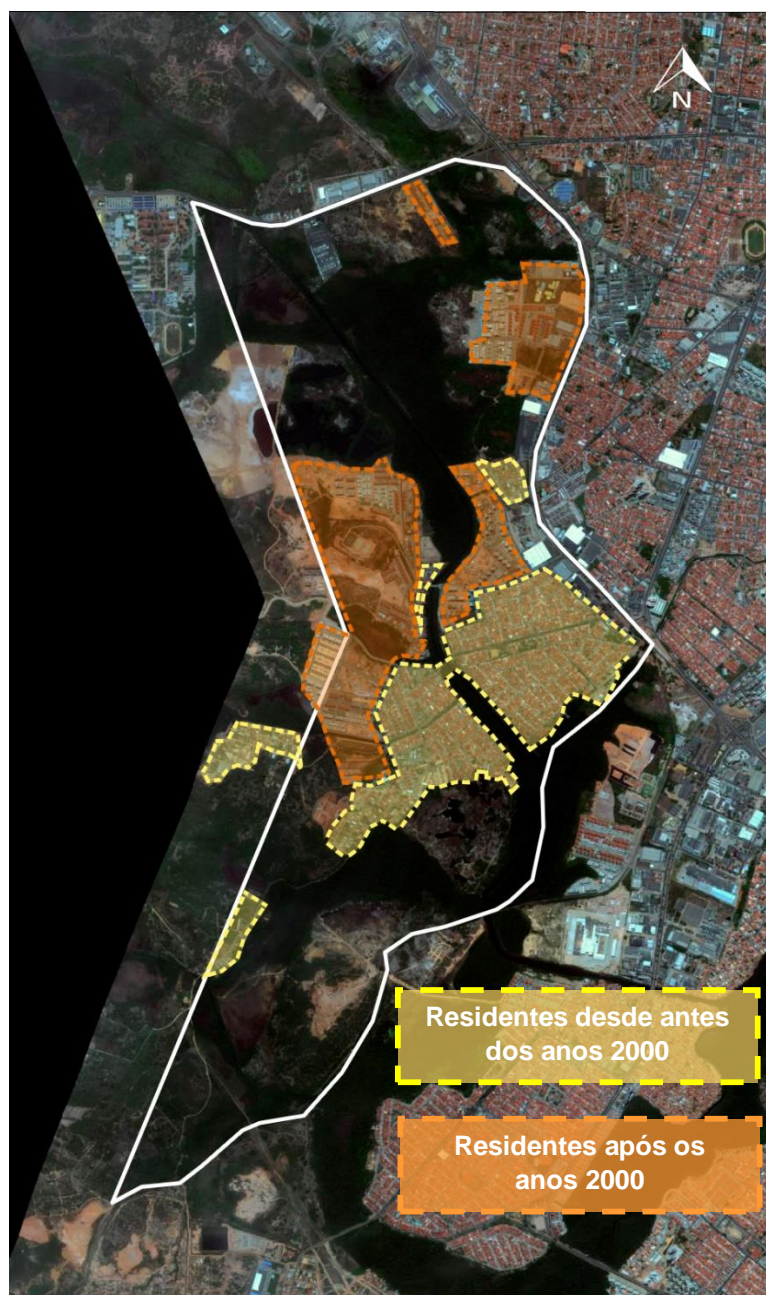 N
Residentes desde antes
dos anos 2000
Residentes após os
anos 2000